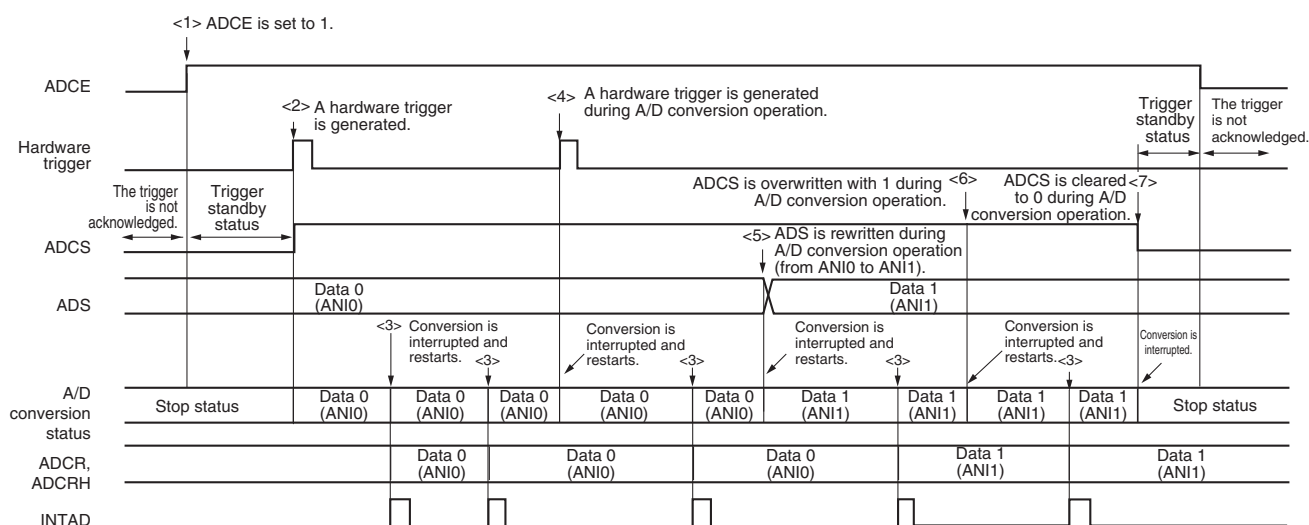 <1> ADCE is set to 1.
ADCE
<2> A hardware trigger
is generated.
<4> A hardware trigger is generated
during A/D conversion operation.
Trigger
standby
status
The trigger
is not
acknowledged.
Hardware
trigger
The trigger
is not
acknowledged.
Trigger
standby
status
ADCS is overwritten with 1 during <6>
A/D conversion operation.
ADCS is cleared <7>
to 0 during A/D
conversion operation.
ADCS
<5> ADS is rewritten during
A/D conversion operation
(from ANI0 to ANI1).
ADS
Data 0
(ANI0)
Data 1
(ANI1)
<3> Conversion is
interrupted and
restarts. <3>
Conversion is
interrupted and
restarts. <3>
Conversion is
interrupted and
restarts. <3>
Conversion is
interrupted and
restarts. <3>
Conversion is
interrupted.
A/D
conversion
status
Stop status
Data 0
(ANI0)
Data 0
(ANI0)
Data 0
(ANI0)
Data 0
(ANI0)
Data 0
(ANI0)
Data 1
(ANI1)
Data 1
(ANI1)
Data 1
(ANI1)
Data 1
(ANI1)
Stop status
ADCR,
ADCRH
Data 0
(ANI0)
Data 0
(ANI0)
Data 0
(ANI0)
Data 1
(ANI1)
Data 1
(ANI1)
INTAD